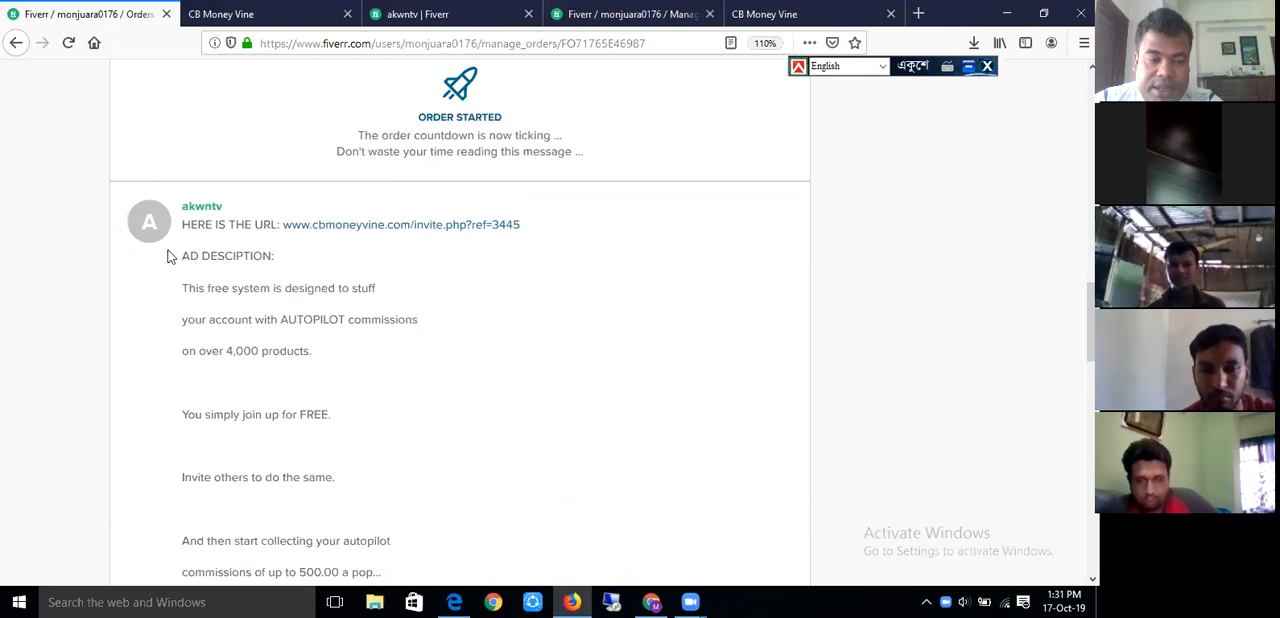 Fiverr / monjuara0176 / Orders
CB Money Vine
akwntv | Fiverr
Fiverr / monjuara0176 / Manag
CB Money Vine
https://www.fiverr.com/users/monjuara0176/manage_orders/FO71765E46987
110%
English
একুশে
ORDER STARTED
The order countdown is now ticking ...
Don't waste your time reading this message ...
A
akwntv
HERE IS THE URL: www.cbmoneyvine.com/invite.php?ref=3445
AD DESCIPTION:
This free system is designed to stuff
your account with AUTOPILOT commissions
on over 4,000 products.
You simply join up for FREE.
Invite others to do the same.
And then start collecting your autopilot
commissions of up to 500.00 a pop...
Activate Windows
Go to Settings to activate Windows.
Search the web and Windows
1:31 PM
17-Oct-19